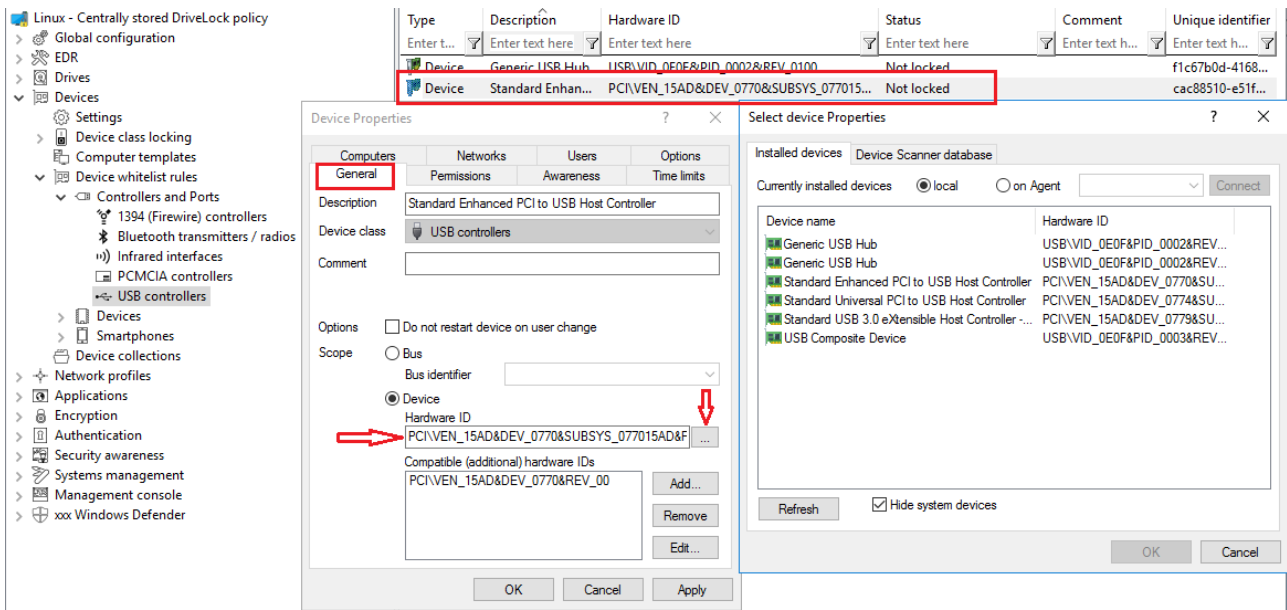 Linux - Centrally stored DriveLock policy
Global configuration
EDR
Drives
Devices
Settings
Device class locking
Computer templates
Device whitelist rules
Controllers and Ports
1394 (Firewire) controllers
Bluetooth transmitters / radios
Infrared interfaces
PCMCIA controllers
USB controllers
Devices
Smartphones
Device collections
Network profiles
Applications
Encryption
Authentication
Security awareness
Systems management
Management console
xxx Windows Defender
Type Description Hardware ID Status Comment Unique identifier
Enter t... Enter text here Enter text here Enter text here Enter text h... Enter text h...
Device Generic USB Hub USB\VID_0E0F&PID_0002&REV_0100 Not locked f1c67b0d-4168...
Device Standard Enhan... PCI\VEN_15AD&DEV_0770&SUBSYS_077015... Not locked cac88510-e51f...
Device Properties ? ×
Computers Networks Users Options
General Permissions Awareness Time limits
Description Standard Enhanced PCI to USB Host Controller
Device class USB controllers
Comment
Options Do not restart device on user change
Scope Bus
Bus identifier
Device
Hardware ID
PCI\VEN_15AD&DEV_0770&SUBSYS_077015AD&F ...
Compatible (additional) hardware IDs
PCI\VEN_15AD&DEV_0770&REV_00
Add...
Remove
Edit...
OK Cancel Apply
Select device Properties ? ×
Installed devices Device Scanner database
Currently installed devices local on Agent Connect
Device name Hardware ID
Generic USB Hub USB\VID_0E0F&PID_0002&REV...
Generic USB Hub USB\VID_0E0F&PID_0002&REV...
Standard Enhanced PCI to USB Host Controller PCI\VEN_15AD&DEV_0770&SU...
Standard Universal PCI to USB Host Controller PCI\VEN_15AD&DEV_0774&SU...
Standard USB 3.0 eXtensible Host Controller -... PCI\VEN_15AD&DEV_0779&SU...
USB Composite Device USB\VID_0E0F&PID_0003&REV...
Refresh Hide system devices
OK Cancel